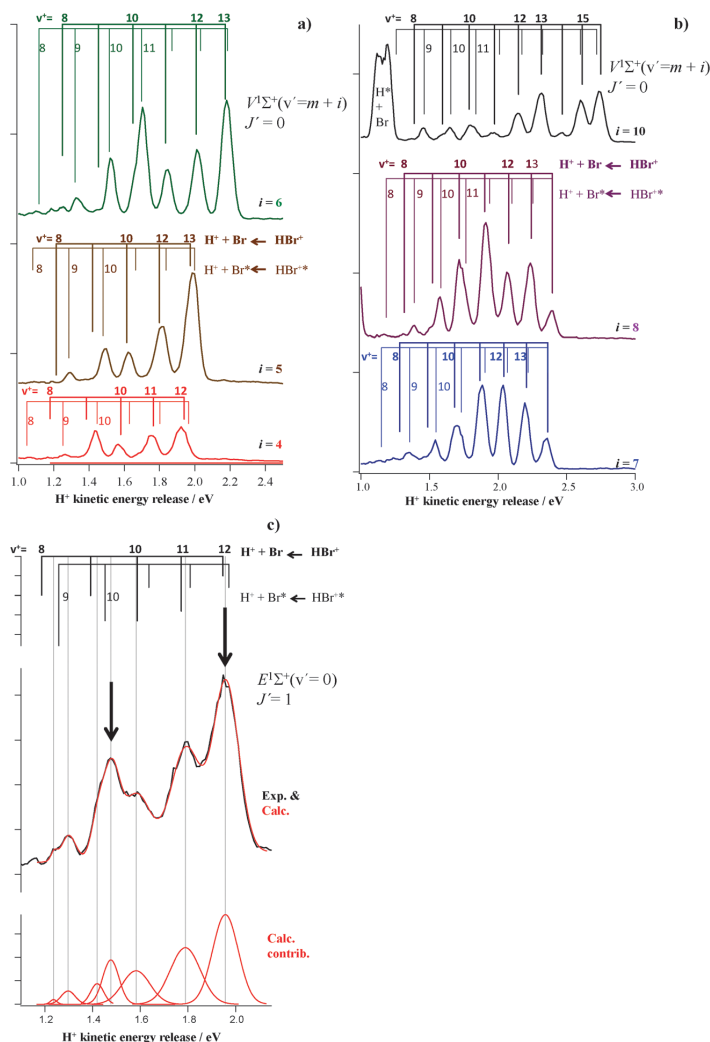 a)
v⁺= 8 10 12 13
8 9 10 11
V¹Σ⁺(v´=m + i)
J´ = 0
i = 6
v⁺= 8 10 12 13 H⁺ + Br ← HBr⁺
8 9 10 H⁺ + Br* ← HBr⁺*
i = 5
v⁺= 8 10 11 12
8 9 10
i = 4
1.0 1.2 1.4 1.6 1.8 2.0 2.2 2.4
H⁺ kinetic energy release / eV
b)
v⁺= 8 10 12 13 15
9 10 11
H*
+
Br
V¹Σ⁺(v´=m + i)
J´ = 0
i = 10
H⁺ + Br ← HBr⁺
v⁺= 8 10 12 13
H⁺ + Br* ← HBr⁺*
8 9 10 11
i = 8
v⁺= 8 10 12 13
8 9 10
i = 7
1.0 1.5 2.0 2.5 3.0
H⁺ kinetic energy release / eV
c)
v⁺= 8 10 11 12 H⁺ + Br ← HBr⁺
9 10 H⁺ + Br* ← HBr⁺*
E¹Σ⁺(v´= 0)
J´= 1
Exp. &
Calc.
Calc.
contrib.
1.2 1.4 1.6 1.8 2.0
H⁺ kinetic energy release / eV